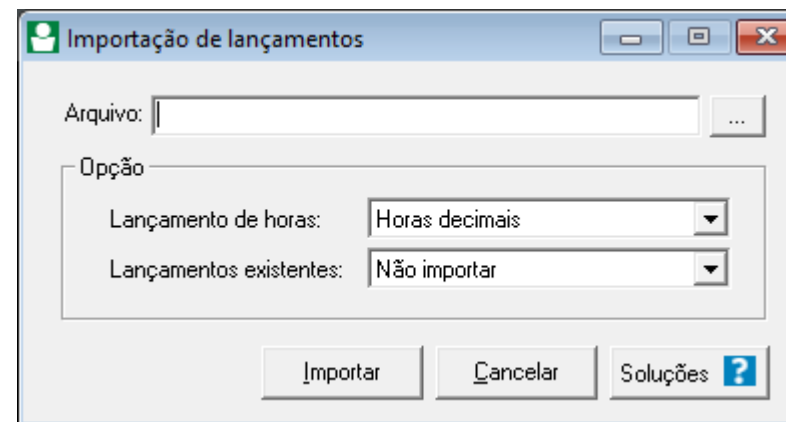 Importação de lançamentos
Arquivo: ...
Opção
Lançamento de horas: Horas decimais
Lançamentos existentes: Não importar
Importar Cancelar Soluções ?